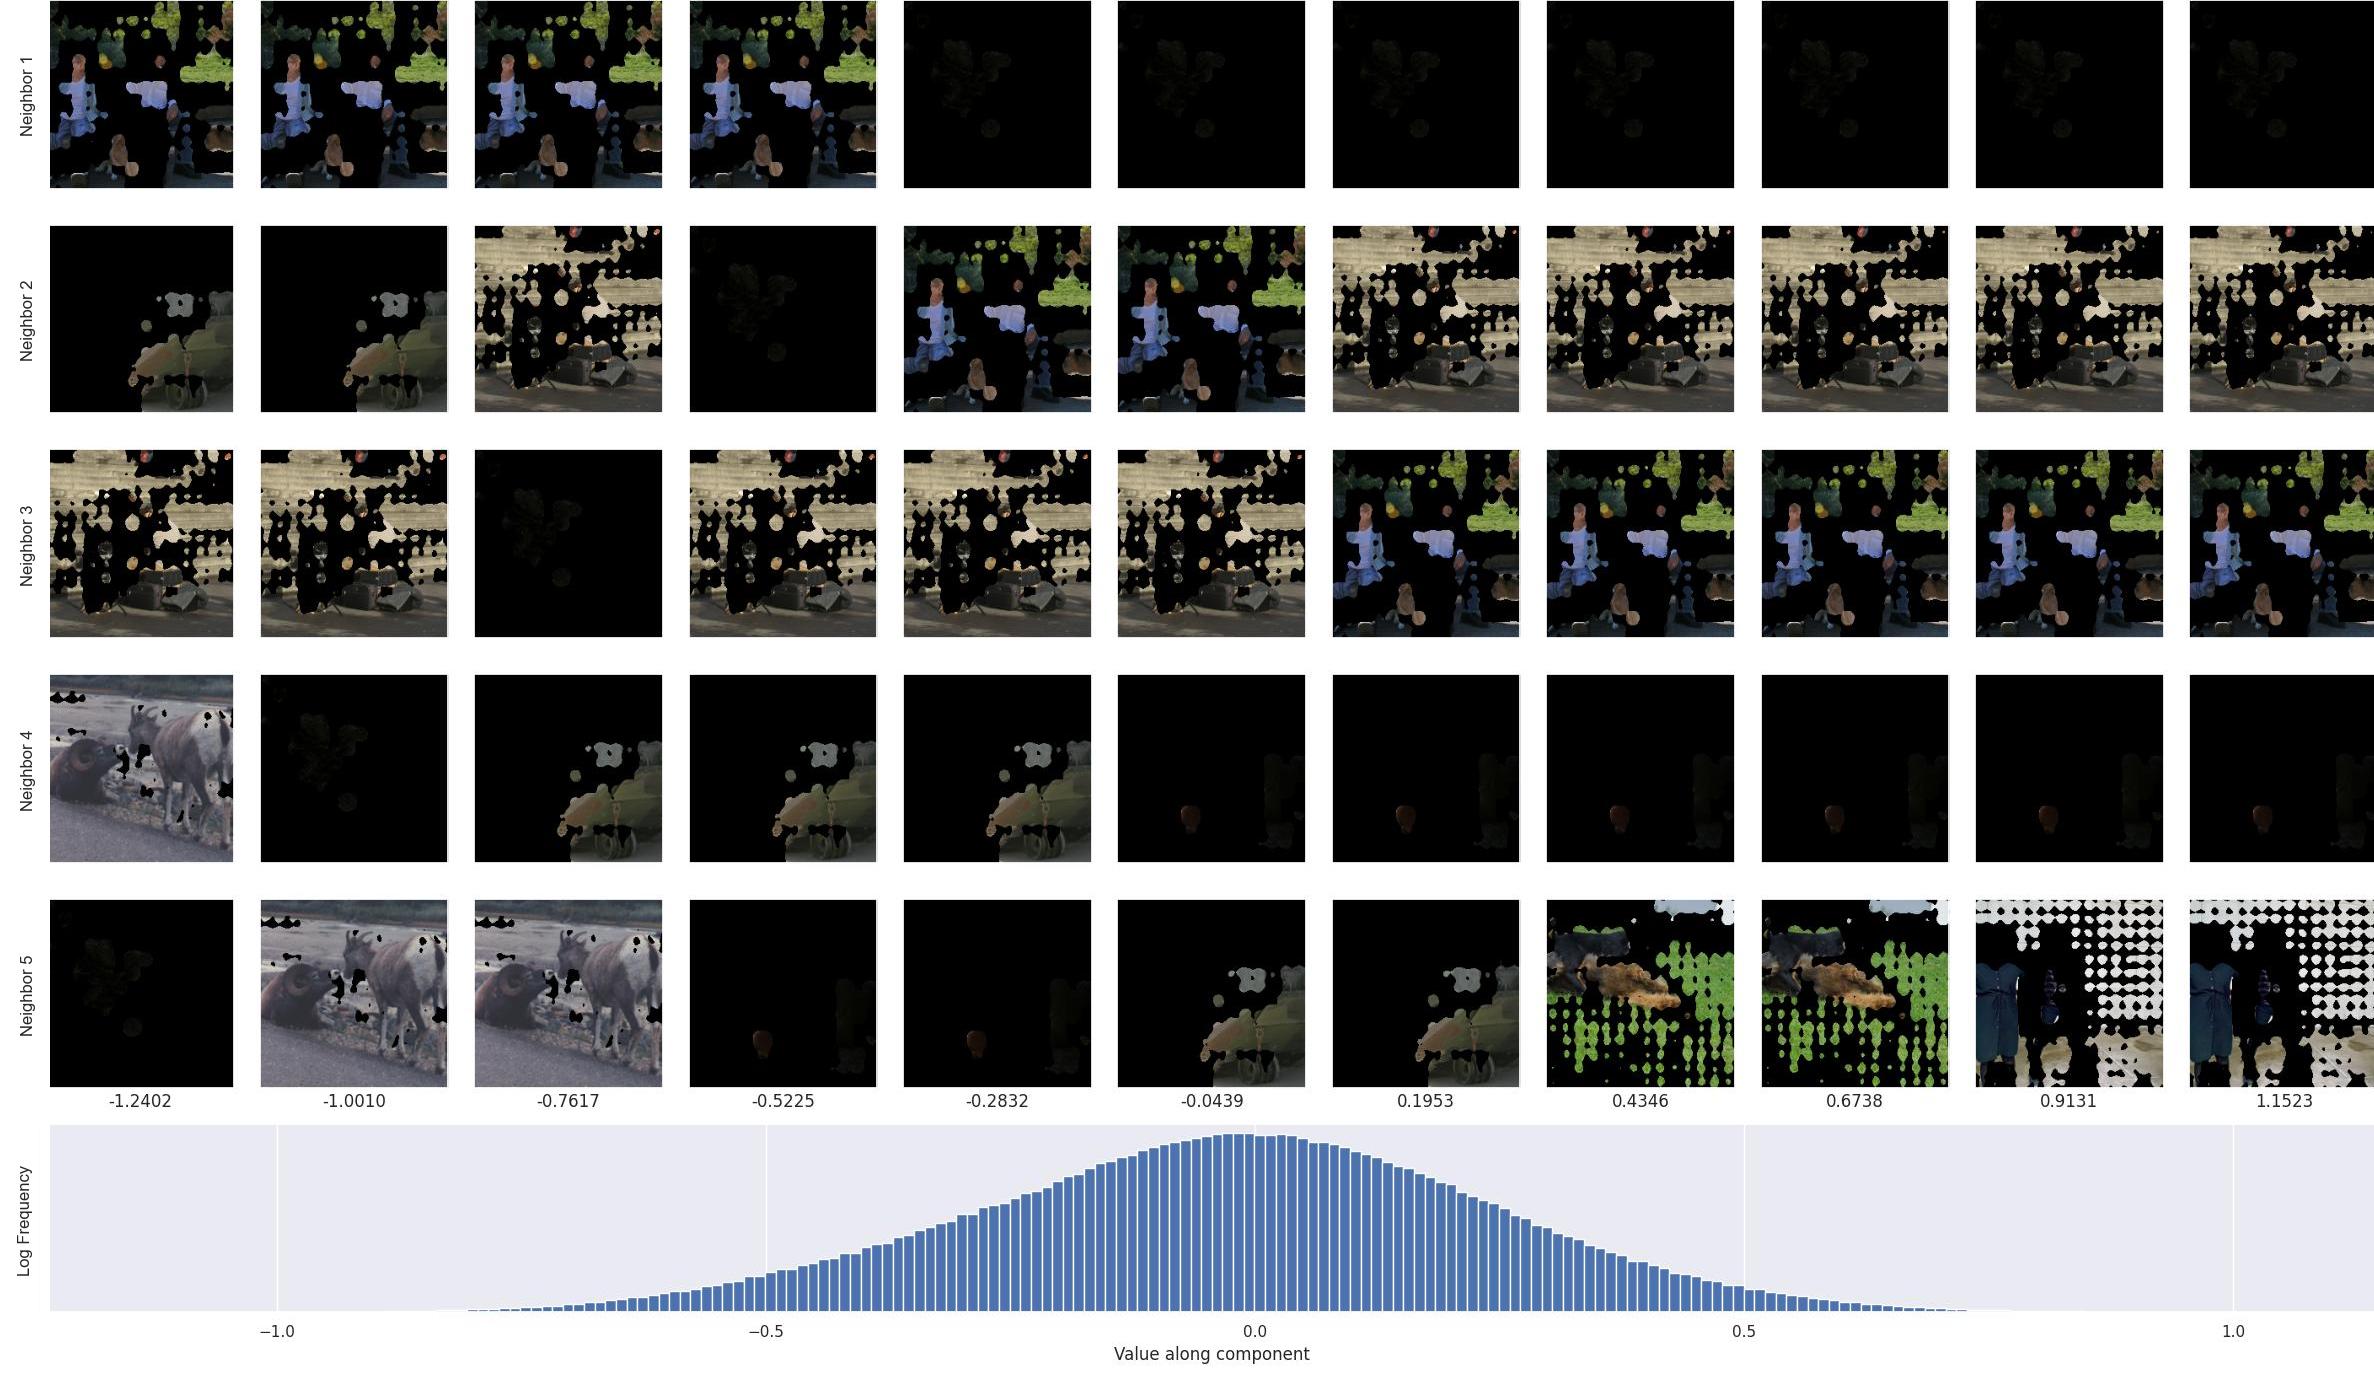 Neighbor 1
Neighbor 2
Neighbor 3
Neighbor 4
Neighbor 5
-1.2402 -1.0010 -0.7617 -0.5225 -0.2832 -0.0439 0.1953 0.4346 0.6738 0.9131 1.1523
Log Frequency
−1.0 −0.5 0.0 0.5 1.0
Value along component